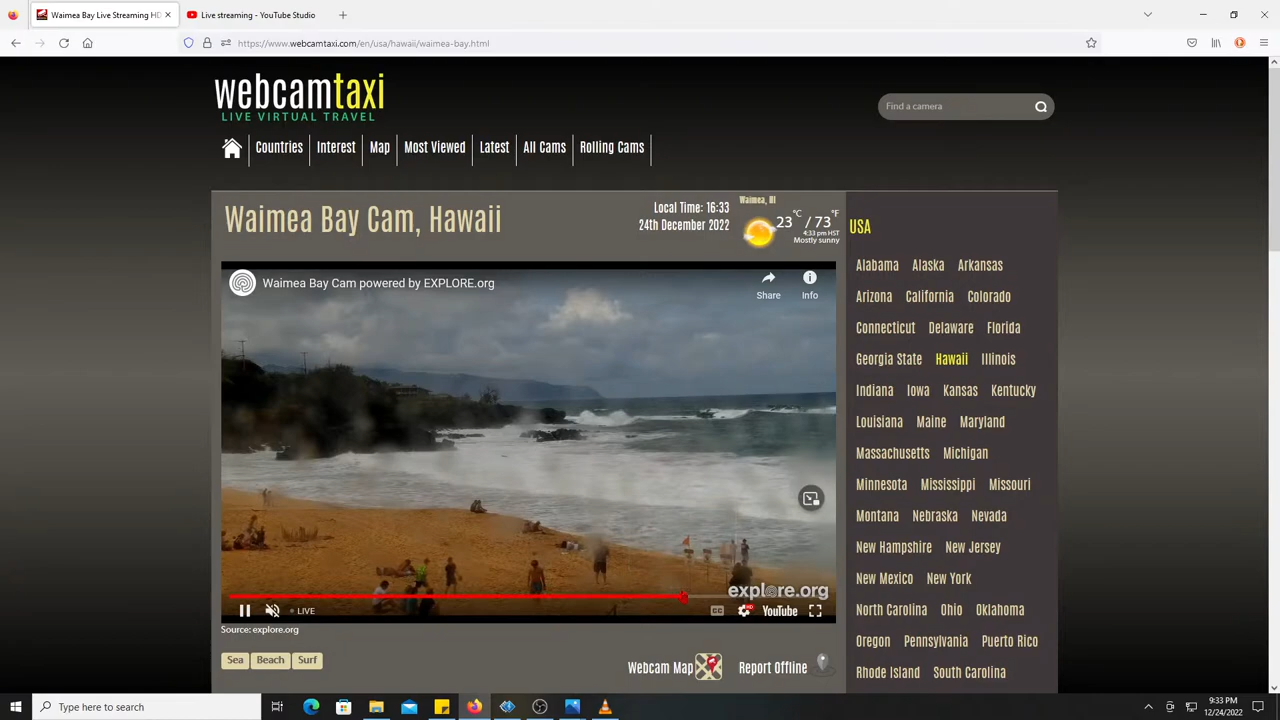 Waimea Bay Live Streaming HD
Live streaming - YouTube Studio
https://www.webcamtaxi.com/en/usa/hawaii/waimea-bay.html
webcamtaxi
LIVE VIRTUAL TRAVEL
Find a camera
Countries Interest Map Most Viewed Latest All Cams Rolling Cams
Waimea Bay Cam, Hawaii
Local Time: 16:33
24th December 2022
Waimea, HI
23 °C / 73 °F
4:33 pm HST
Mostly sunny
Waimea Bay Cam powered by EXPLORE.org
Share
Info
explore.org
LIVE
CC
HD
YouTube
Source: explore.org
Sea Beach Surf
Webcam Map
Report Offline
USA
Alabama Alaska Arkansas
Arizona California Colorado
Connecticut Delaware Florida
Georgia State Hawaii Illinois
Indiana Iowa Kansas Kentucky
Louisiana Maine Maryland
Massachusetts Michigan
Minnesota Mississippi Missouri
Montana Nebraska Nevada
New Hampshire New Jersey
New Mexico New York
North Carolina Ohio Oklahoma
Oregon Pennsylvania Puerto Rico
Rhode Island South Carolina
Type here to search
9:33 PM
12/24/2022